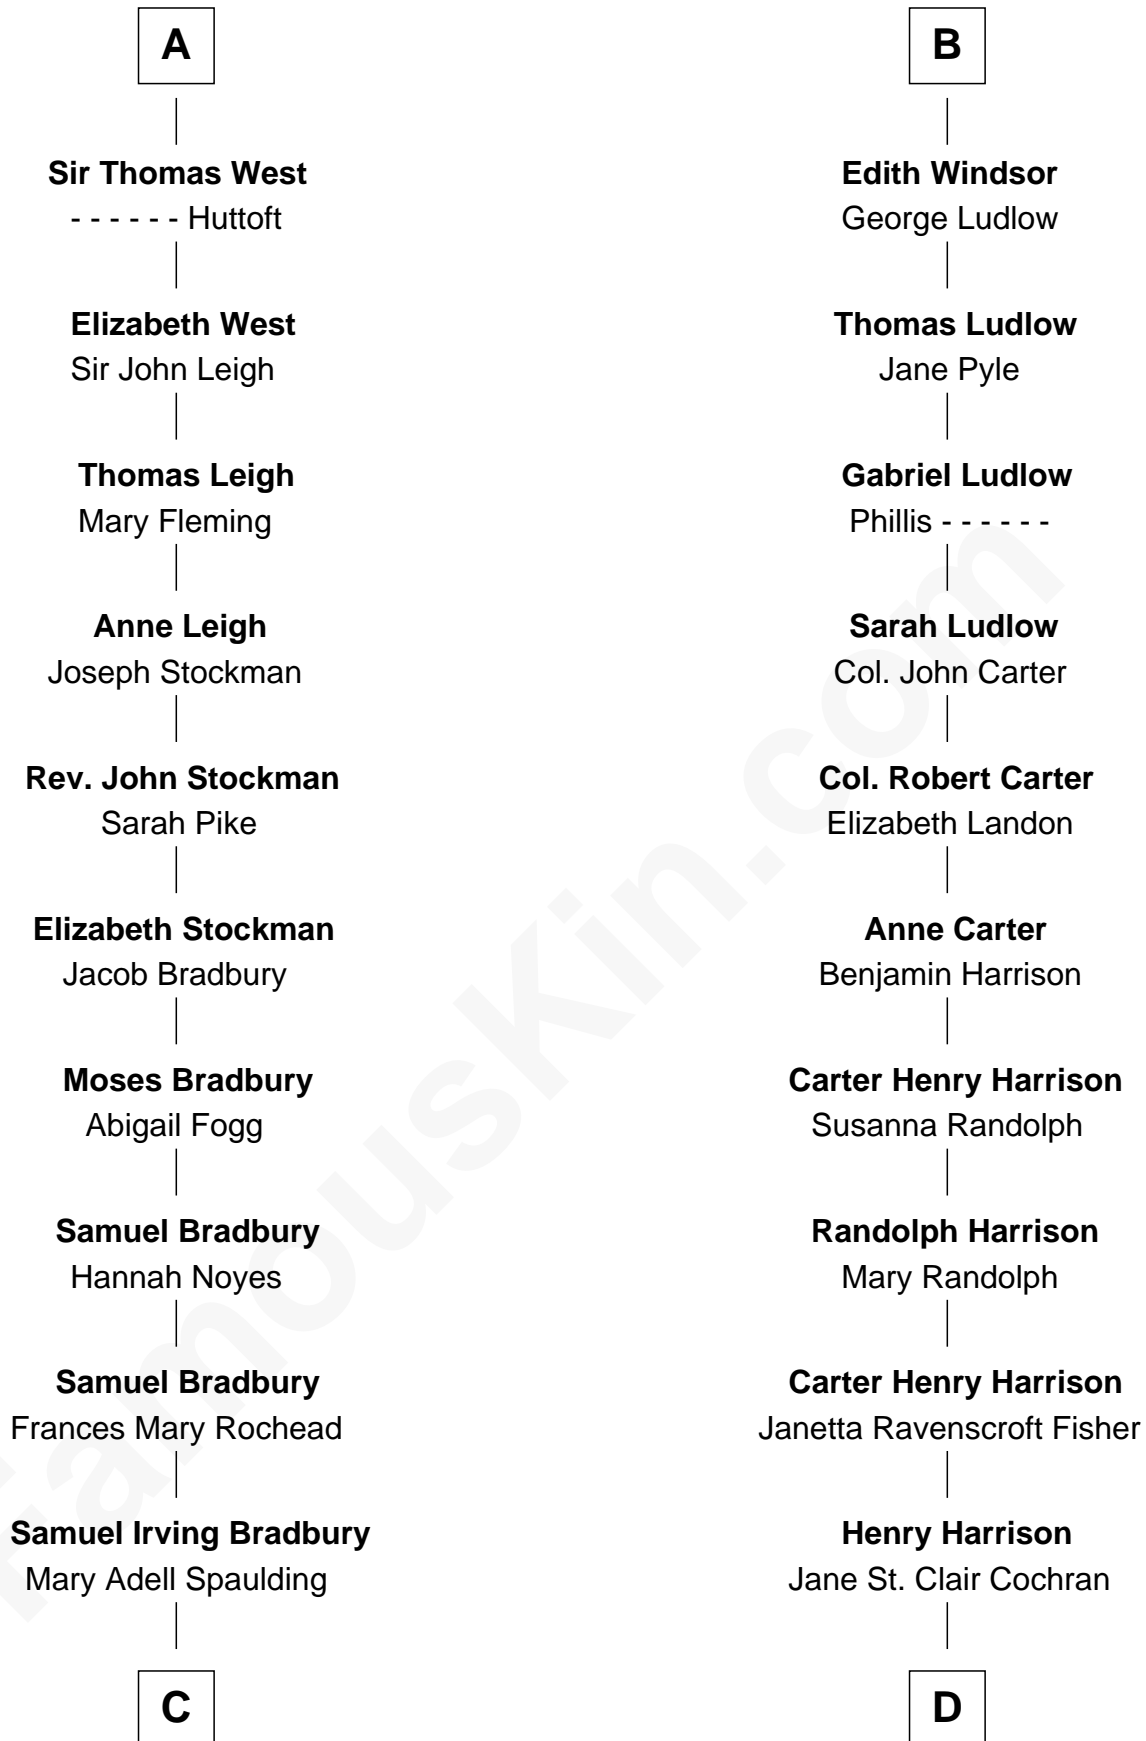 A
Sir Thomas West
- - - - - - Huttoft
Elizabeth West
Sir John Leigh
Thomas Leigh
Mary Fleming
Anne Leigh
Joseph Stockman
Rev. John Stockman
Sarah Pike
Elizabeth Stockman
Jacob Bradbury
Moses Bradbury
Abigail Fogg
Samuel Bradbury
Hannah Noyes
Samuel Bradbury
Frances Mary Rochead
Samuel Irving Bradbury
Mary Adell Spaulding
C
B
Edith Windsor
George Ludlow
Thomas Ludlow
Jane Pyle
Gabriel Ludlow
Phillis - - - - - -
Sarah Ludlow
Col. John Carter
Col. Robert Carter
Elizabeth Landon
Anne Carter
Benjamin Harrison
Carter Henry Harrison
Susanna Randolph
Randolph Harrison
Mary Randolph
Carter Henry Harrison
Janetta Ravenscroft Fisher
Henry Harrison
Jane St. Clair Cochran
D
FamousKin.com